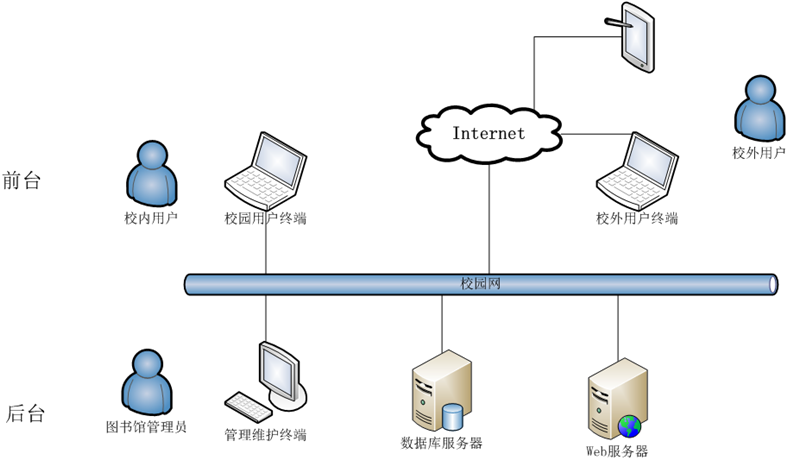 Internet
校外用户
前台
校内用户
校园用户终端
校外用户终端
校园网
后台
图书馆管理员
管理维护终端
数据库服务器
Web服务器